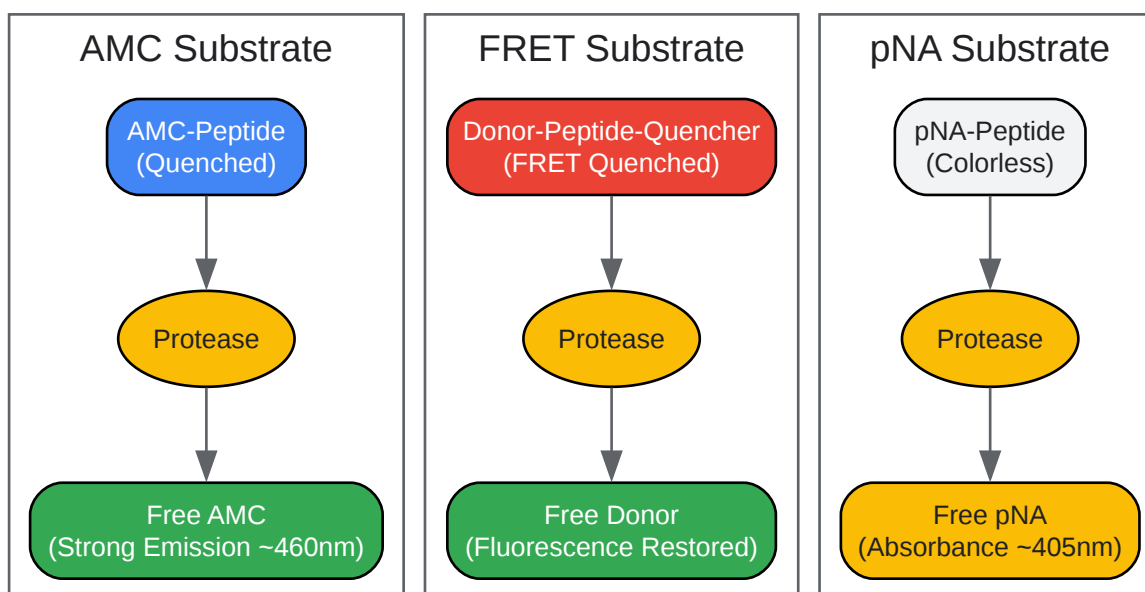 AMC Substrate
AMC-Peptide
(Quenched)
Protease
Free AMC
(Strong Emission ~460nm)
FRET Substrate
Donor-Peptide-Quencher
(FRET Quenched)
Protease
Free Donor
(Fluorescence Restored)
pNA Substrate
pNA-Peptide
(Colorless)
Protease
Free pNA
(Absorbance ~405nm)